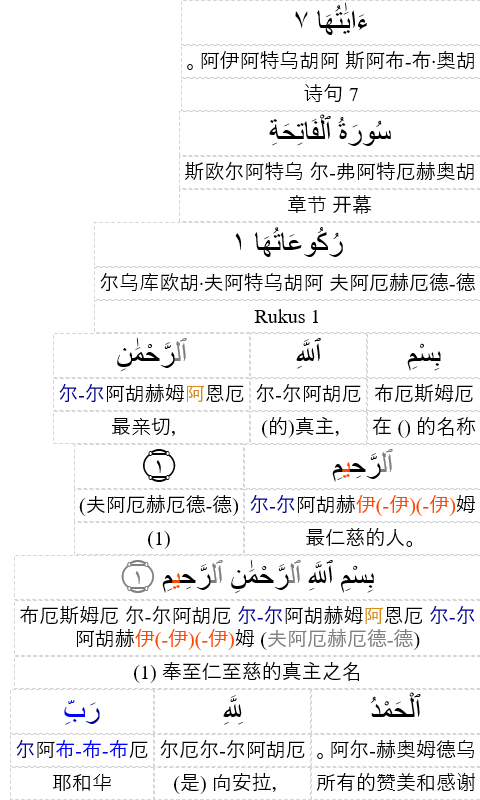 ءَايَٰتُهَا ٧
。阿伊阿特乌胡阿 斯阿布-布·奥胡
诗句 7
سُورَةُ ٱلْفَاتِحَةِ
斯欧尔阿特乌 尔-弗阿特厄赫奥胡
章节 开幕
رُكُوعَاتُهَا ١
尔乌库欧胡·夫阿特乌胡阿 夫阿厄赫厄德-德
Rukus 1
بِسْمِ ٱللَّهِ ٱلرَّحْمَٰنِ
布厄斯姆厄 尔-尔阿胡厄 尔-尔阿胡赫姆阿恩厄
在 () 的名称 (的)真主, 最亲切,
ٱلرَّحِيمِ ١
尔-尔阿胡赫伊(-伊)(-伊)姆 (夫阿厄赫厄德-德)
最仁慈的人。 (1)
بِسْمِ ٱللَّهِ ٱلرَّحْمَٰنِ ٱلرَّحِيمِ ١
布厄斯姆厄 尔-尔阿胡厄 尔-尔阿胡赫姆阿恩厄 尔-尔
阿胡赫伊(-伊)(-伊)姆 (夫阿厄赫厄德-德)
(1) 奉至仁至慈的真主之名
ٱلْحَمْدُ لِلَّهِ رَبِّ
。阿尔-赫奥姆德乌 尔厄尔-尔阿胡厄 尔阿布-布-布厄
所有的赞美和感谢 (是) 向安拉, 耶和华